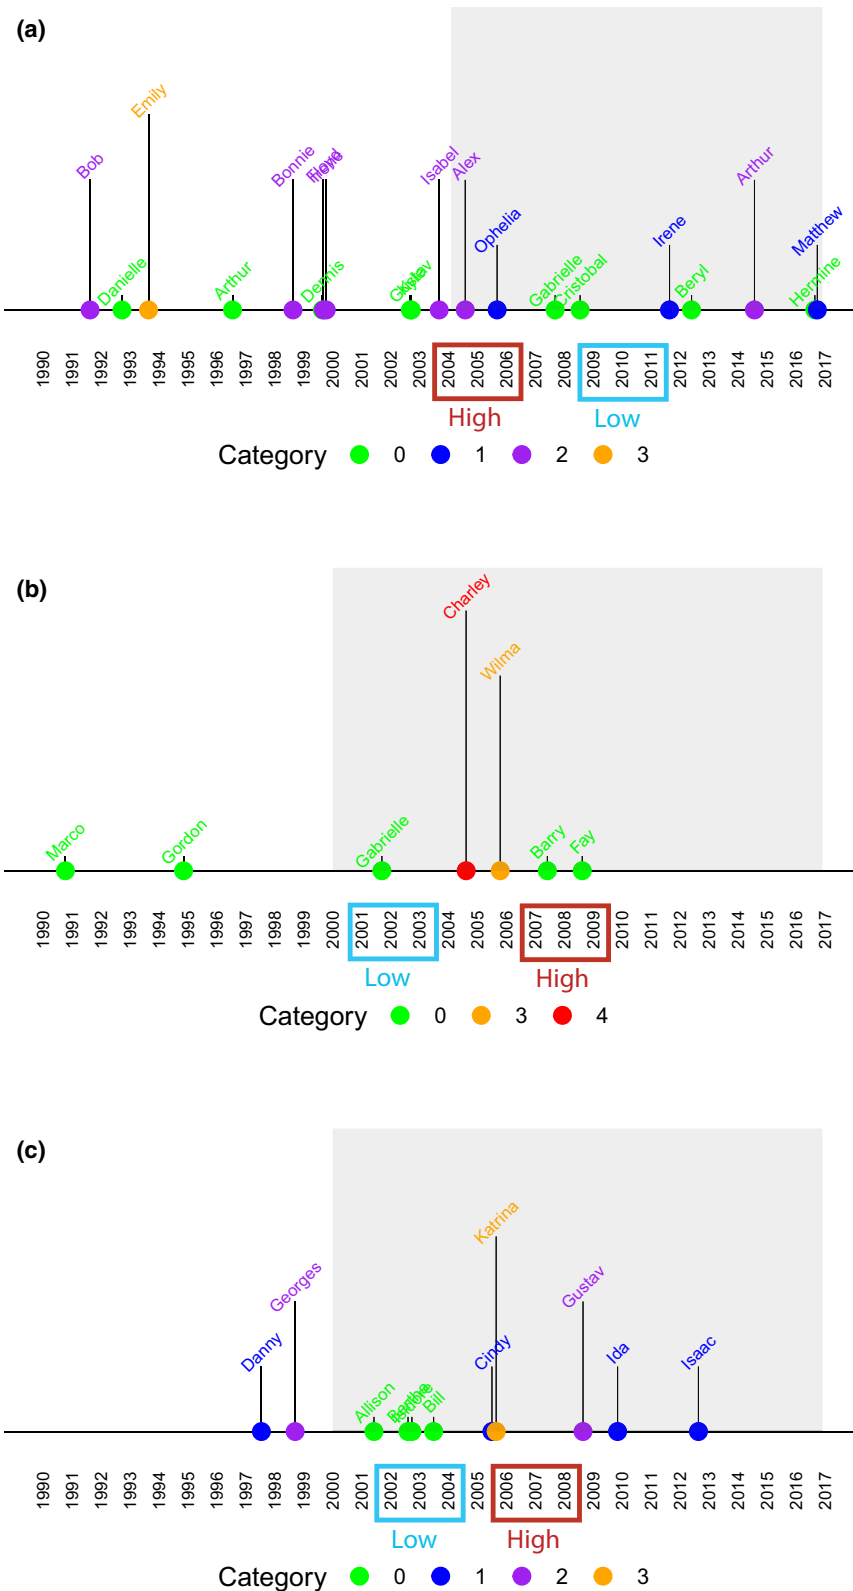 (a)
Emily
Bob
Bonnie
Floyd
Irene
Isabel
Alex
Arthur
Ophelia
Irene
Matthew
Danielle
Arthur
Dennis
Gustav
Kyle
Gabrielle
Cristobal
Beryl
Hermine
1990 1991 1992 1993 1994 1995 1996 1997 1998 1999 2000 2001 2002 2003 2004 2005 2006 2007 2008 2009 2010 2011 2012 2013 2014 2015 2016 2017
High Low
Category 0 1 2 3
(b)
Charley
Wilma
Marco
Gordon
Gabrielle
Barry
Fay
1990 1991 1992 1993 1994 1995 1996 1997 1998 1999 2000 2001 2002 2003 2004 2005 2006 2007 2008 2009 2010 2011 2012 2013 2014 2015 2016 2017
Low High
Category 0 3 4
(c)
Katrina
Georges
Gustav
Danny
Cindy
Ida
Isaac
Allison
Bertha
Isidore
Bill
1990 1991 1992 1993 1994 1995 1996 1997 1998 1999 2000 2001 2002 2003 2004 2005 2006 2007 2008 2009 2010 2011 2012 2013 2014 2015 2016 2017
Low High
Category 0 1 2 3